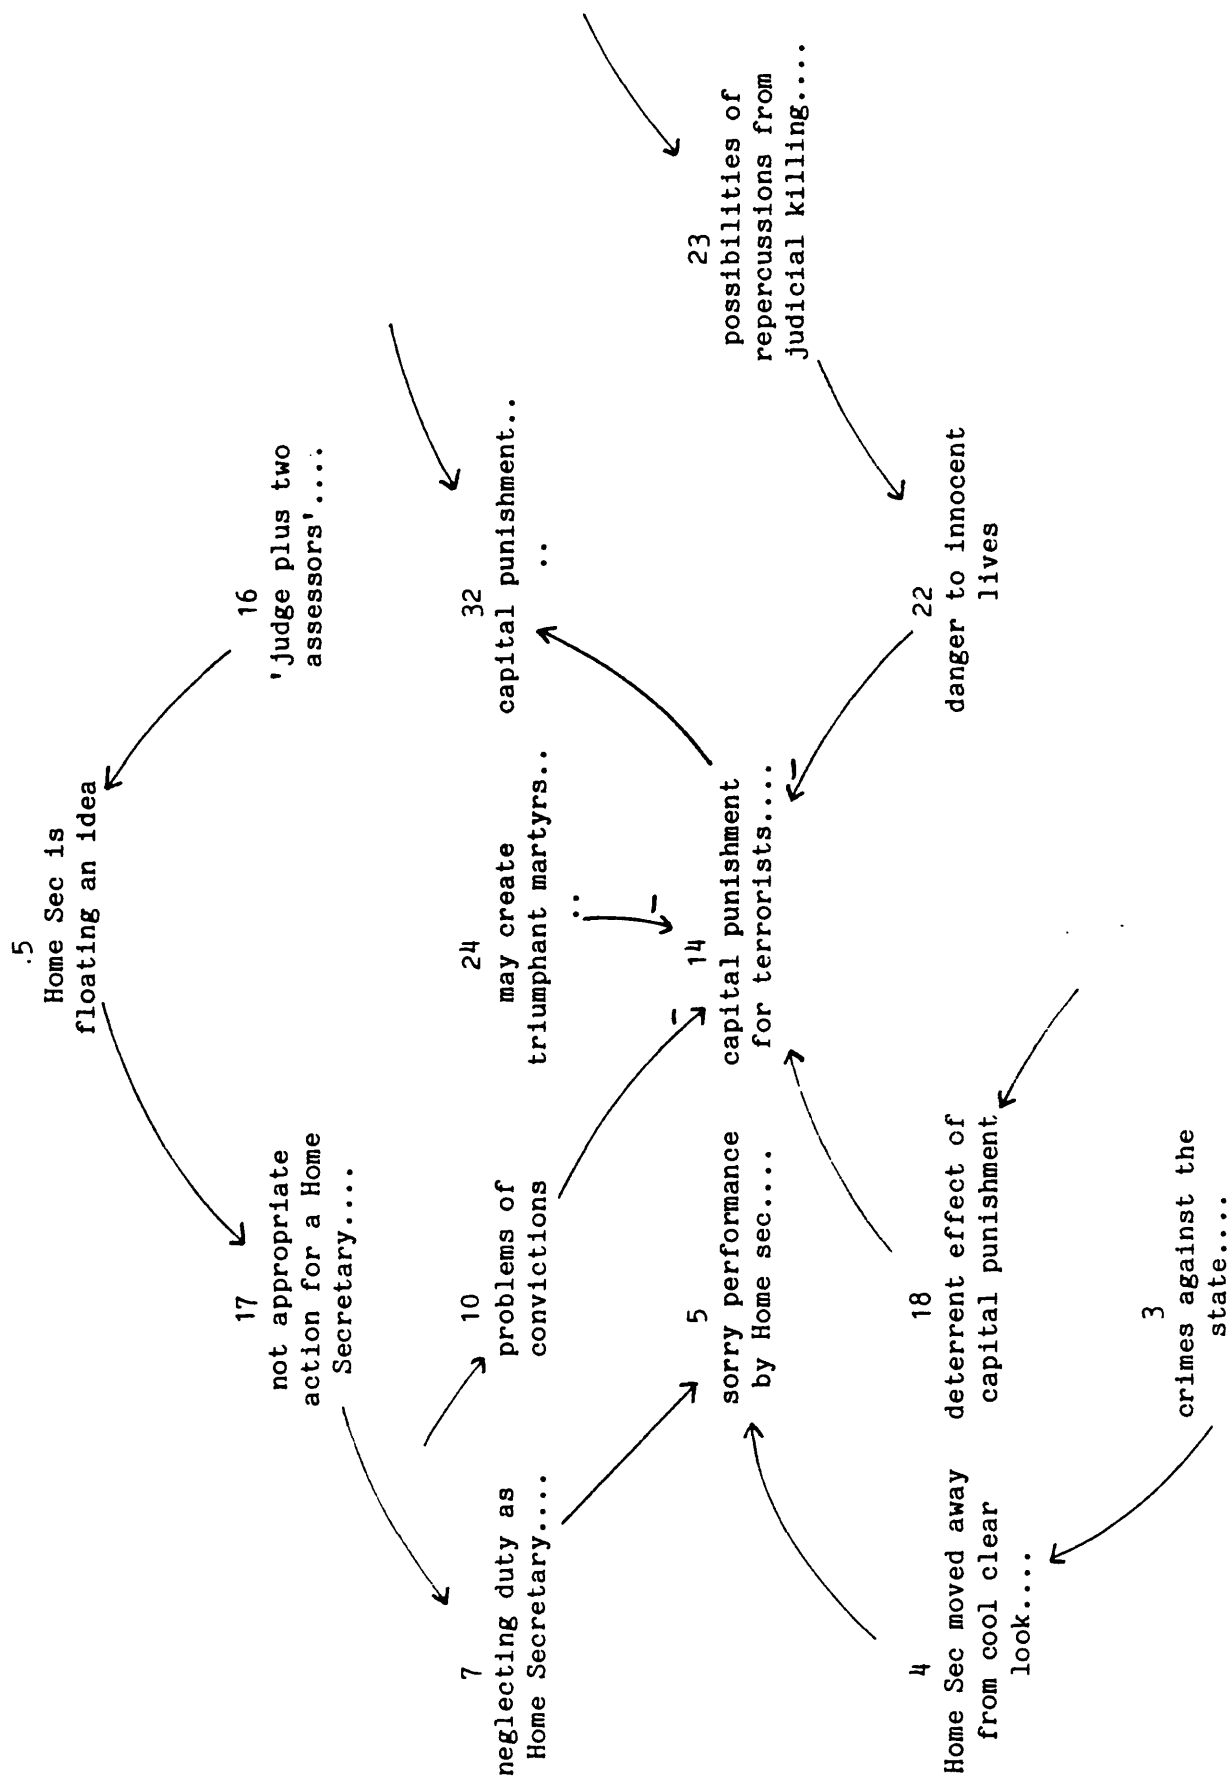 .5
Home Sec is
floating an idea
17
not appropriate
action for a Home
Secretary....
16
'judge plus two
assessors'....
7
neglecting duty as
Home Secretary....
10
problems of
convictions
24
may create
triumphant martyrs..
..
32
capital punishment..
..
5
sorry performance
by Home sec....
14
capital punishment
for terrorists.....
23
possibilities of
repercussions from
judicial killing....
4
Home Sec moved away
from cool clear
look....
18
deterrent effect of
capital punishment
22
danger to innocent
lives
3
crimes against the
state.....
-
-
-